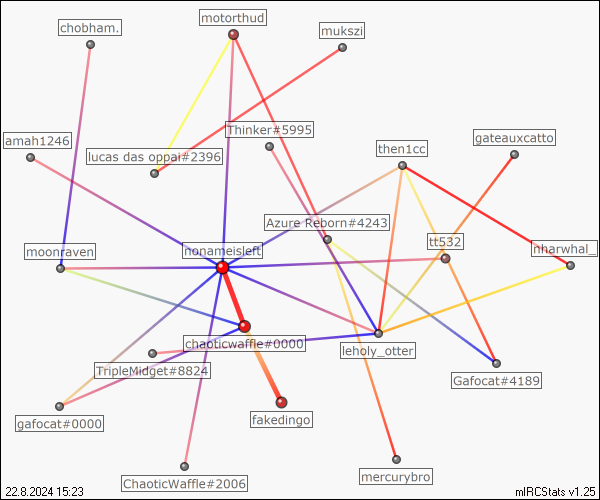 motorthud
chobham.
mukszi
Thinker#5995
gateauxcatto
amah1246
then1cc
lucas das oppai#2396
Azure Reborn#4243
tt532
nharwhal_
moonraven
nonameisleft
chaoticwaffle#0000
leholy_otter
TripleMidget#8824
Gafocat#4189
gafocat#0000
fakedingo
mercurybro
ChaoticWaffle#2006
22.8.2024 15:23
mIRCStats v1.25